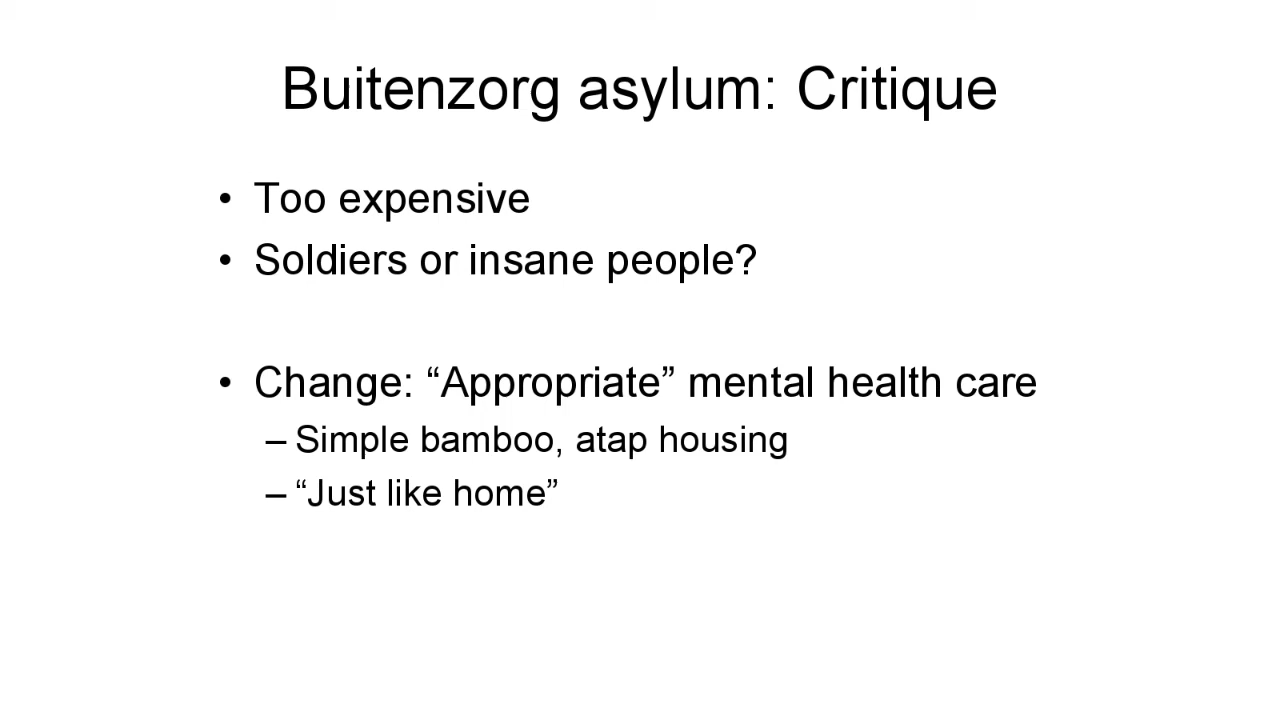 Buitenzorg asylum: Critique
• Too expensive
• Soldiers or insane people?
• Change: “Appropriate” mental health care
– Simple bamboo, atap housing
– “Just like home”